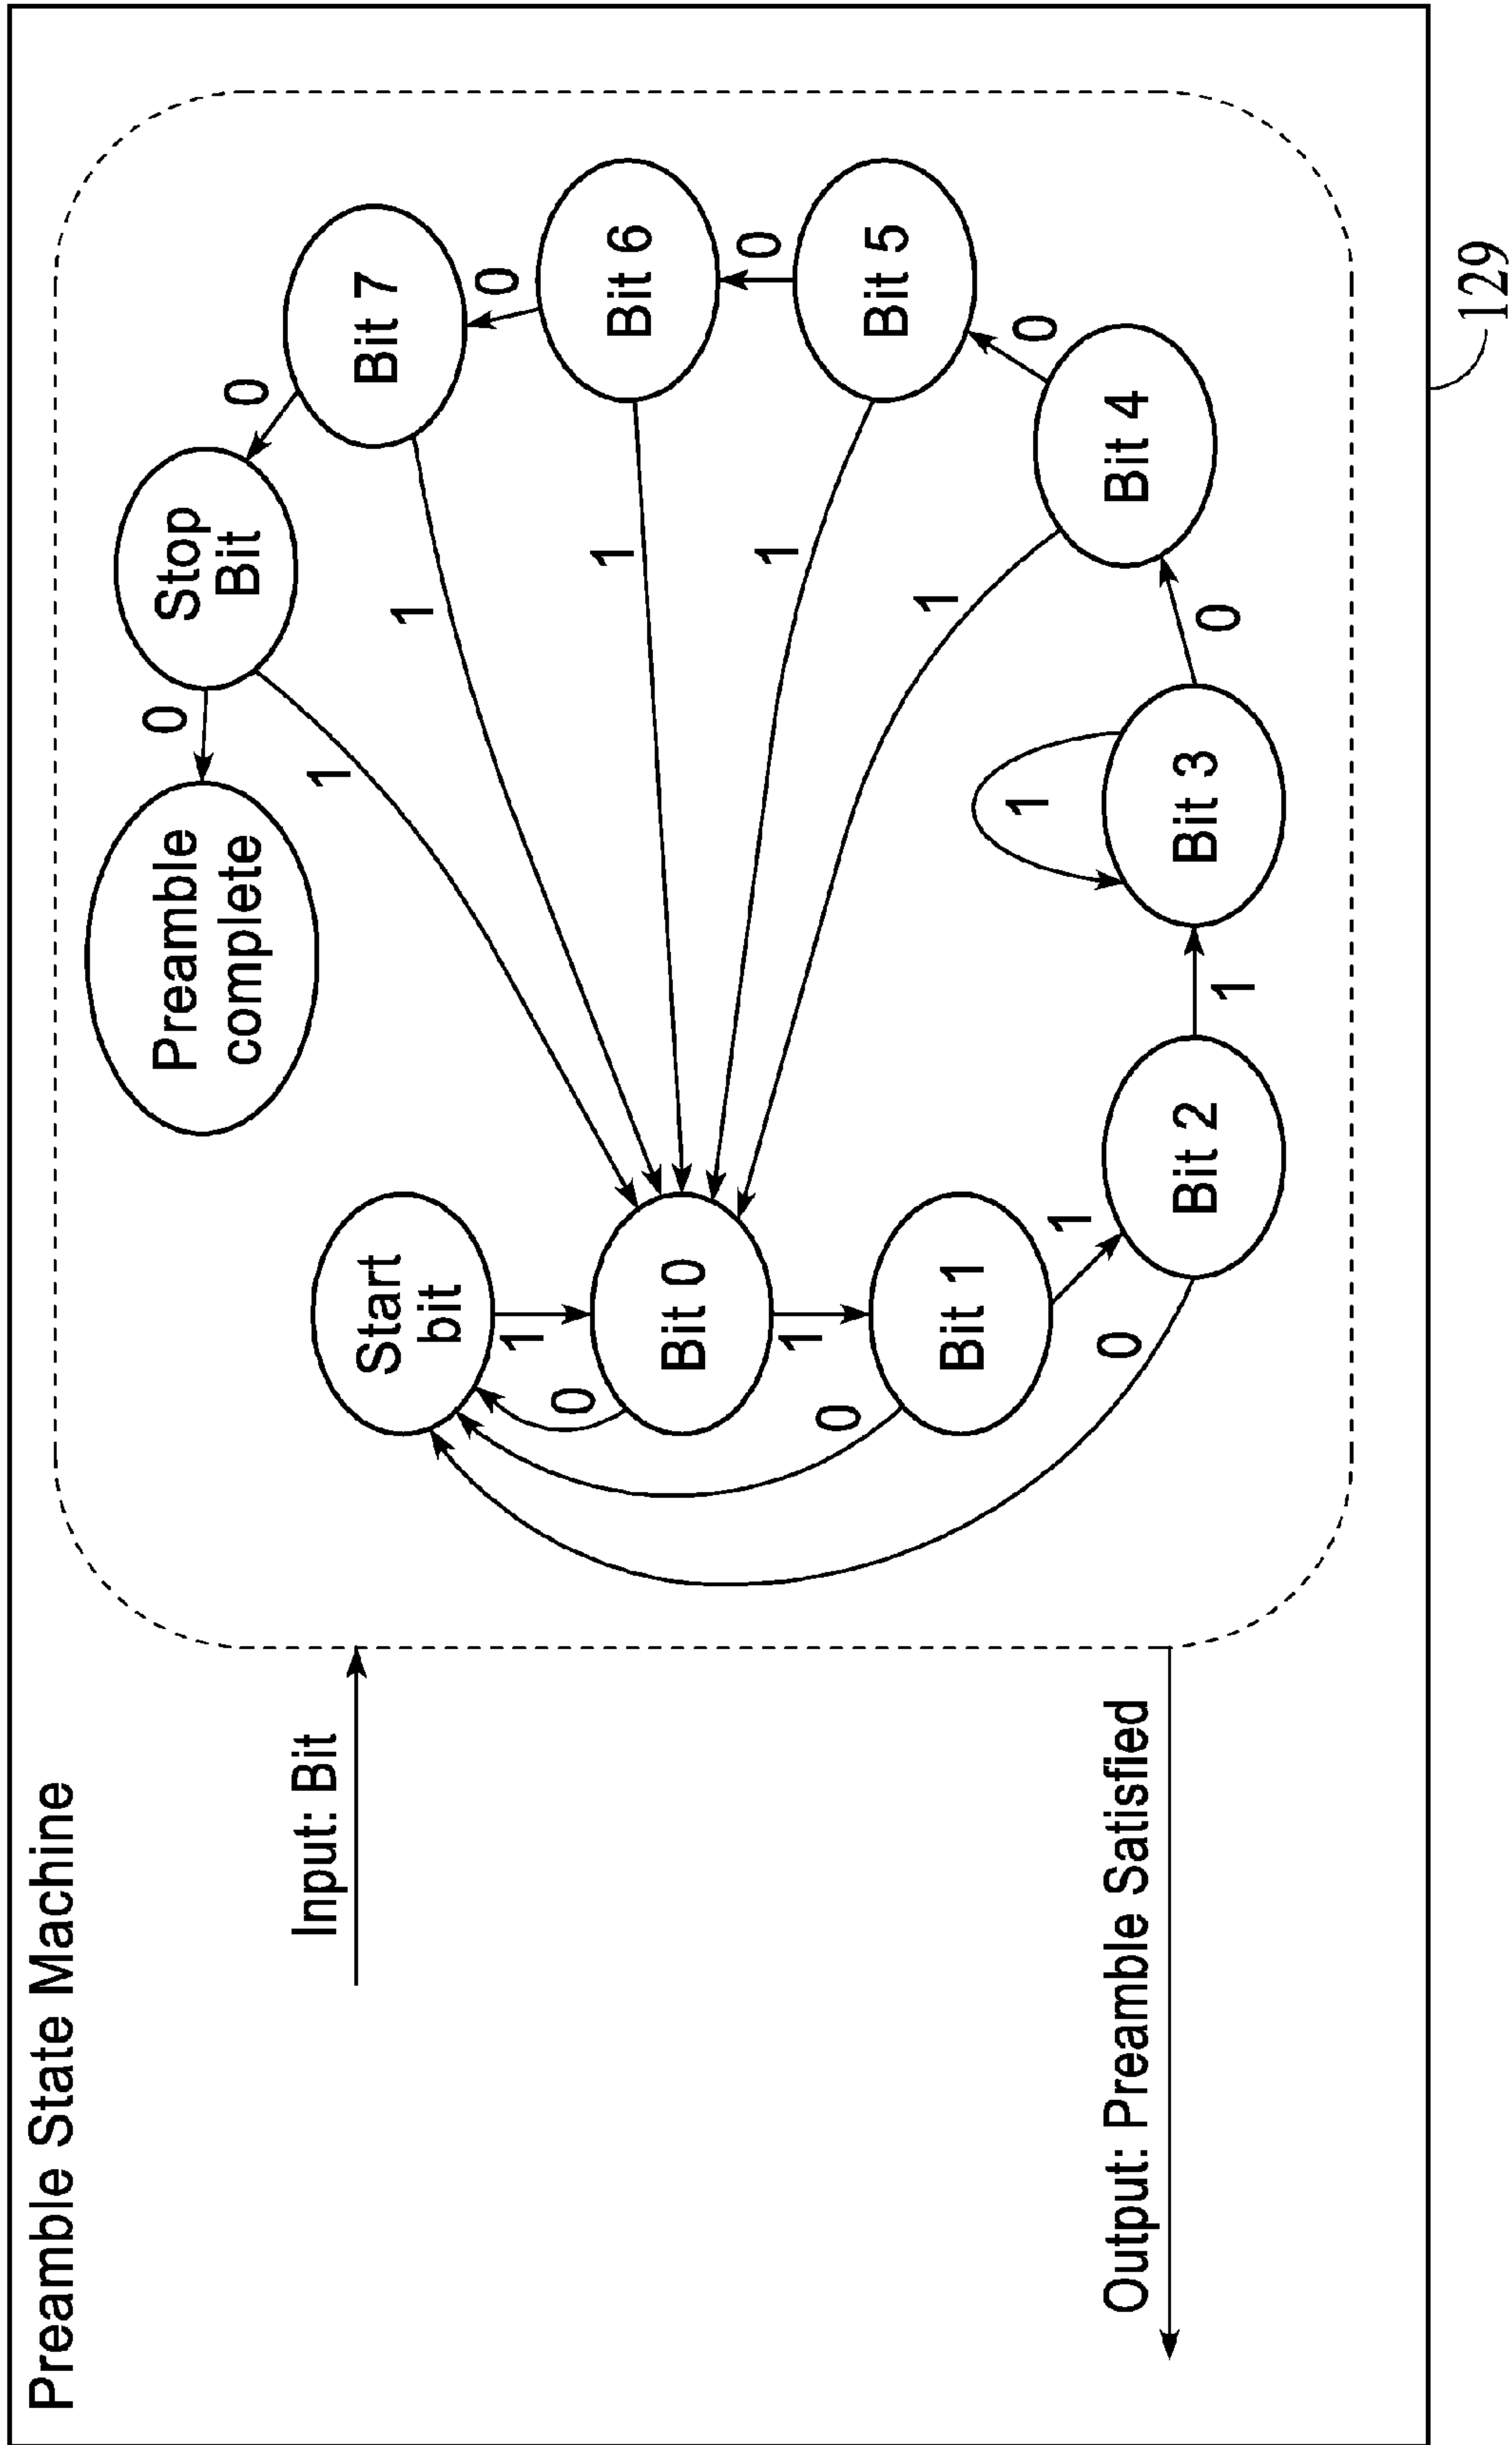 Preamble State Machine
Input: Bit
Output: Preamble Satisfied
Start
bit
1
0
Bit 0
1
0
Bit 1
1
0
Bit 2
1
Bit 3
1
0
Bit 4
0
1
Bit 5
0
1
Bit 6
0
1
Bit 7
0
1
Stop
Bit
0
1
Preamble
complete
129